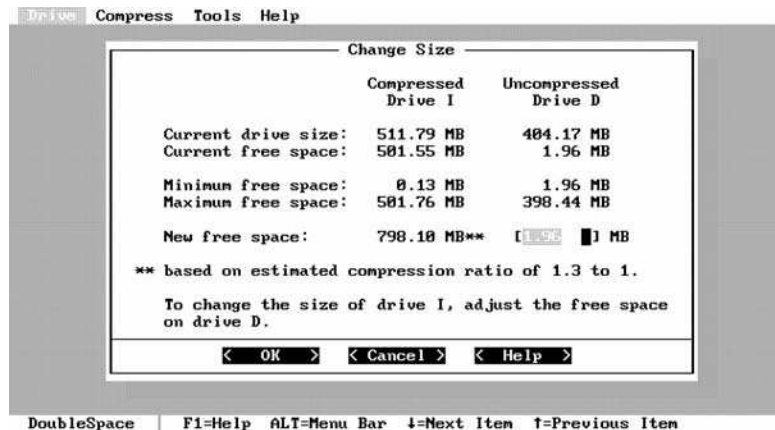 Drive Compress Tools Help
Change Size
Compressed Uncompressed
Drive I Drive D
Current drive size: 511.79 MB 404.17 MB
Current free space: 501.55 MB 1.96 MB
Minimum free space: 0.13 MB 1.96 MB
Maximum free space: 501.76 MB 398.44 MB
New free space: 798.10 MB** [1.96 ] MB
** based on estimated compression ratio of 1.3 to 1.
To change the size of drive I, adjust the free space
on drive D.
< OK > < Cancel > < Help >
DoubleSpace | F1=Help ALT=Menu Bar ↓=Next Item ↑=Previous Item